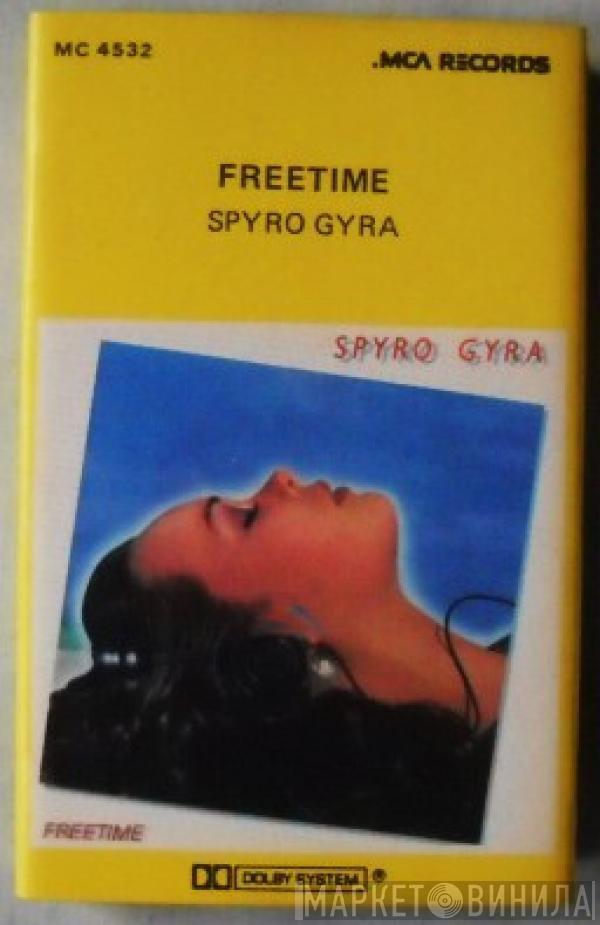 MC 4532
.MCA RECORDS
FREETIME
SPYRO GYRA
SPYRO GYRA
FREETIME
DOLBY SYSTEM ®
МАРКЕТ ВИНИЛА